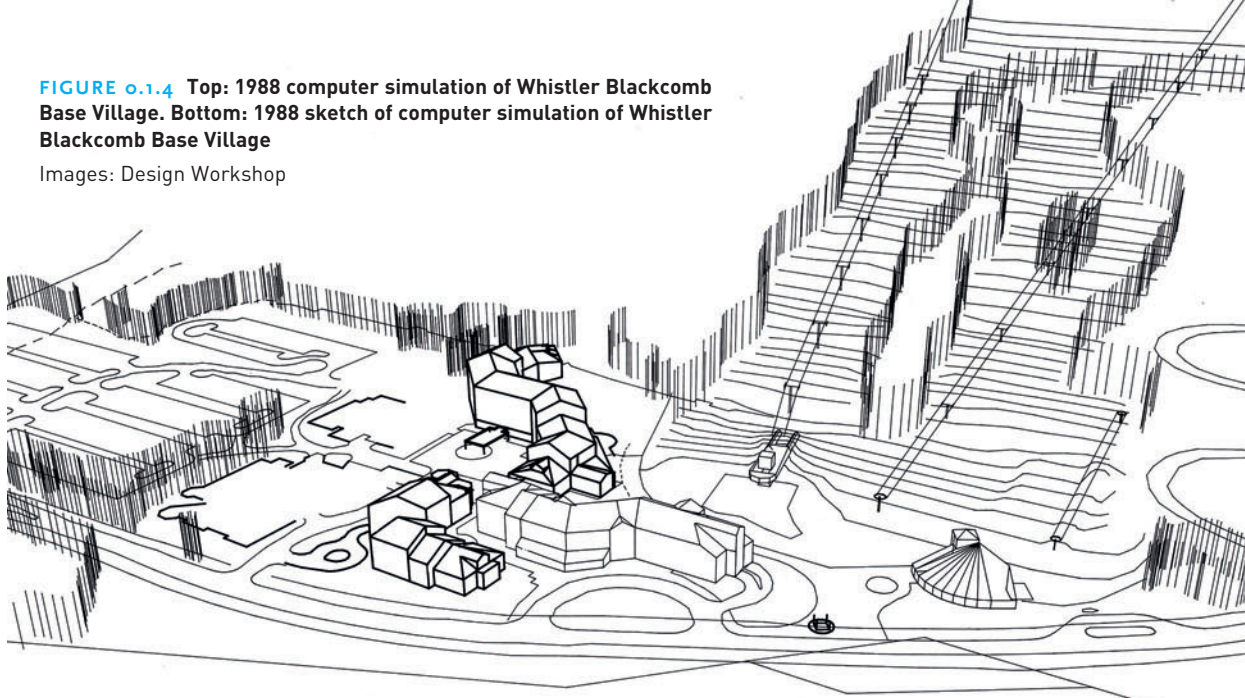 FIGURE 0.1.4 Top: 1988 computer simulation of Whistler Blackcomb
Base Village. Bottom: 1988 sketch of computer simulation of Whistler
Blackcomb Base Village
Images: Design Workshop